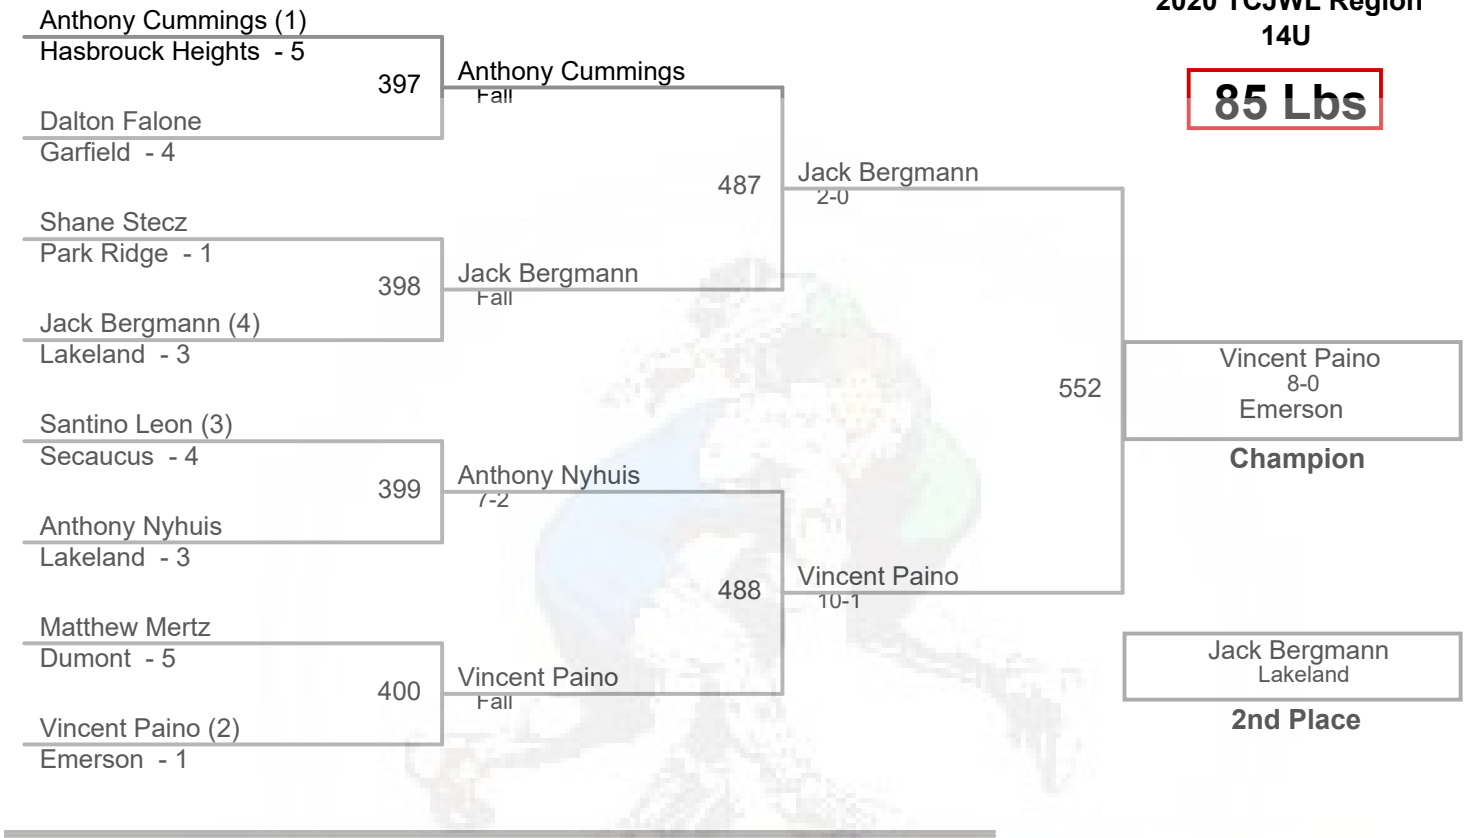 2020 TCJWL Region
14U
85 Lbs
Anthony Cummings (1)
Hasbrouck Heights - 5
397
Dalton Falone
Garfield - 4
Shane Stecz
Park Ridge - 1
398
Jack Bergmann (4)
Lakeland - 3
Santino Leon (3)
Secaucus - 4
399
Anthony Nyhuis
Lakeland - 3
Matthew Mertz
Dumont - 5
400
Vincent Paino (2)
Emerson - 1
Anthony Cummings
Fall
487
Jack Bergmann
Fall
Anthony Nyhuis
7-2
488
Vincent Paino
Fall
Jack Bergmann
2-0
552
Vincent Paino
10-1
Vincent Paino
8-0
Emerson
Champion
Jack Bergmann
Lakeland
2nd Place